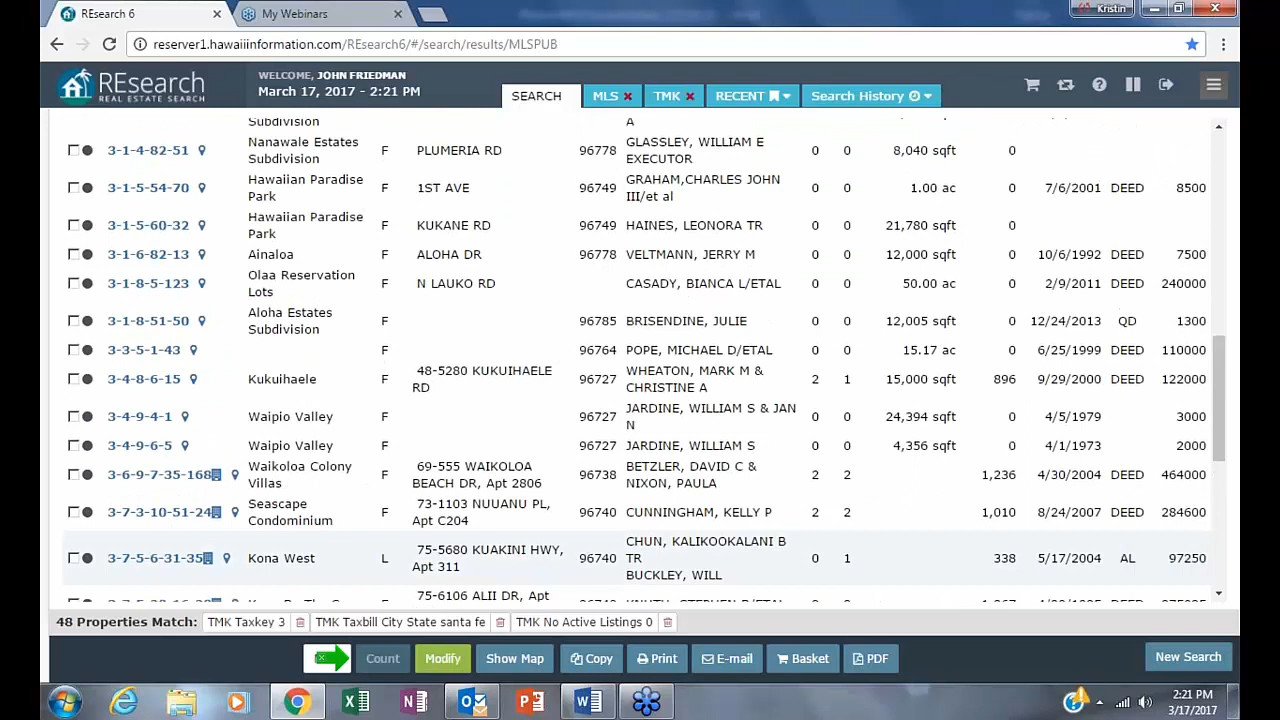 REsearch 6
My Webinars
Kristin
reserver1.hawaiiinformation.com/REsearch6/#/search/results/MLSPUB
REsearch
REAL ESTATE SEARCH
WELCOME, JOHN FRIEDMAN
March 17, 2017 - 2:21 PM
SEARCH MLS TMK RECENT Search History
Subdivision A
3-1-4-82-51 Nanawale Estates Subdivision F PLUMERIA RD 96778 GLASSLEY, WILLIAM E EXECUTOR 0 0 8,040 sqft 0
3-1-5-54-70 Hawaiian Paradise Park F 1ST AVE 96749 GRAHAM,CHARLES JOHN III/et al 0 0 1.00 ac 0 7/6/2001 DEED 8500
3-1-5-60-32 Hawaiian Paradise Park F KUKANE RD 96749 HAINES, LEONORA TR 0 0 21,780 sqft 0
3-1-6-82-13 Ainaloa F ALOHA DR 96778 VELTMANN, JERRY M 0 0 12,000 sqft 0 10/6/1992 DEED 7500
3-1-8-5-123 Olaa Reservation Lots F N LAUKO RD CASADY, BIANCA L/ETAL 0 0 50.00 ac 0 2/9/2011 DEED 240000
3-1-8-51-50 Aloha Estates Subdivision F 96785 BRISENDINE, JULIE 0 0 12,005 sqft 0 12/24/2013 QD 1300
3-3-5-1-43 F 96764 POPE, MICHAEL D/ETAL 0 0 15.17 ac 0 6/25/1999 DEED 110000
3-4-8-6-15 Kukuihaele F 48-5280 KUKUIHAELE RD 96727 WHEATON, MARK M & CHRISTINE A 2 1 15,000 sqft 896 9/29/2000 DEED 122000
3-4-9-4-1 Waipio Valley F 96727 JARDINE, WILLIAM S & JAN N 0 0 24,394 sqft 0 4/5/1979 3000
3-4-9-6-5 Waipio Valley F 96727 JARDINE, WILLIAM S 0 0 4,356 sqft 0 4/1/1973 2000
3-6-9-7-35-168 Waikoloa Colony Villas F 69-555 WAIKOLOA BEACH DR, Apt 2806 96738 BETZLER, DAVID C & NIXON, PAULA 2 2 1,236 4/30/2004 DEED 464000
3-7-3-10-51-24 Seascape Condominium F 73-1103 NUUANU PL, Apt C204 96740 CUNNINGHAM, KELLY P 2 2 1,010 8/24/2007 DEED 284600
3-7-5-6-31-35 Kona West L 75-5680 KUAKINI HWY, Apt 311 96740 CHUN, KALIKOOKALANI B TR BUCKLEY, WILL 0 1 338 5/17/2004 AL 97250
75-6106 ALII DR, Apt
48 Properties Match: TMK Taxkey 3 TMK Taxbill City State santa fe TMK No Active Listings 0
Count Modify Show Map Copy Print E-mail Basket PDF New Search
2:21 PM
3/17/2017